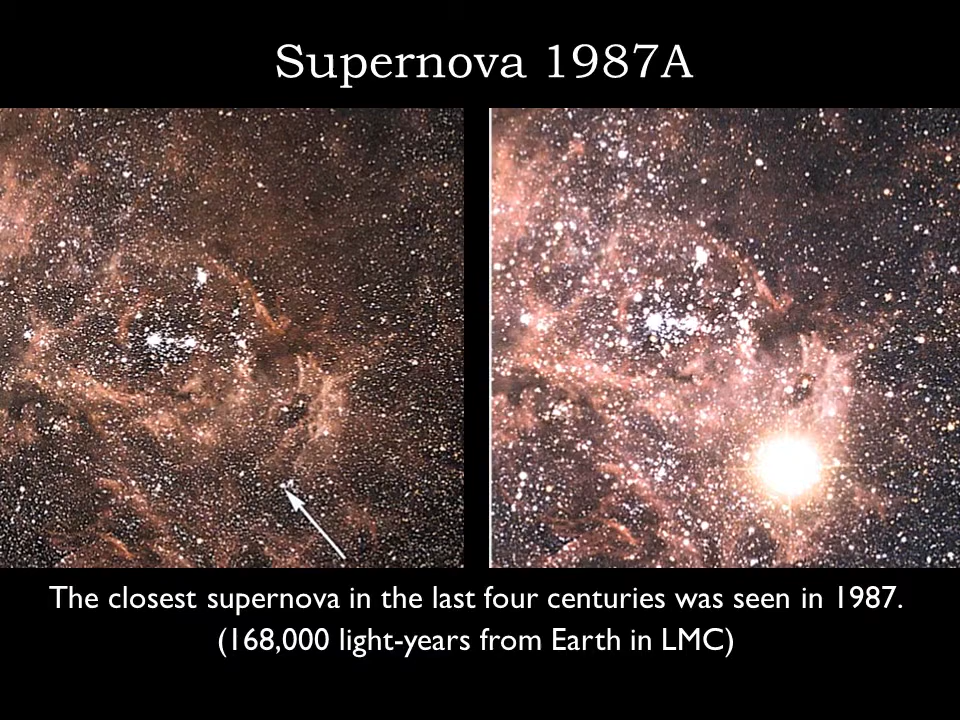 Supernova 1987A
The closest supernova in the last four centuries was seen in 1987.
(168,000 light-years from Earth in LMC)